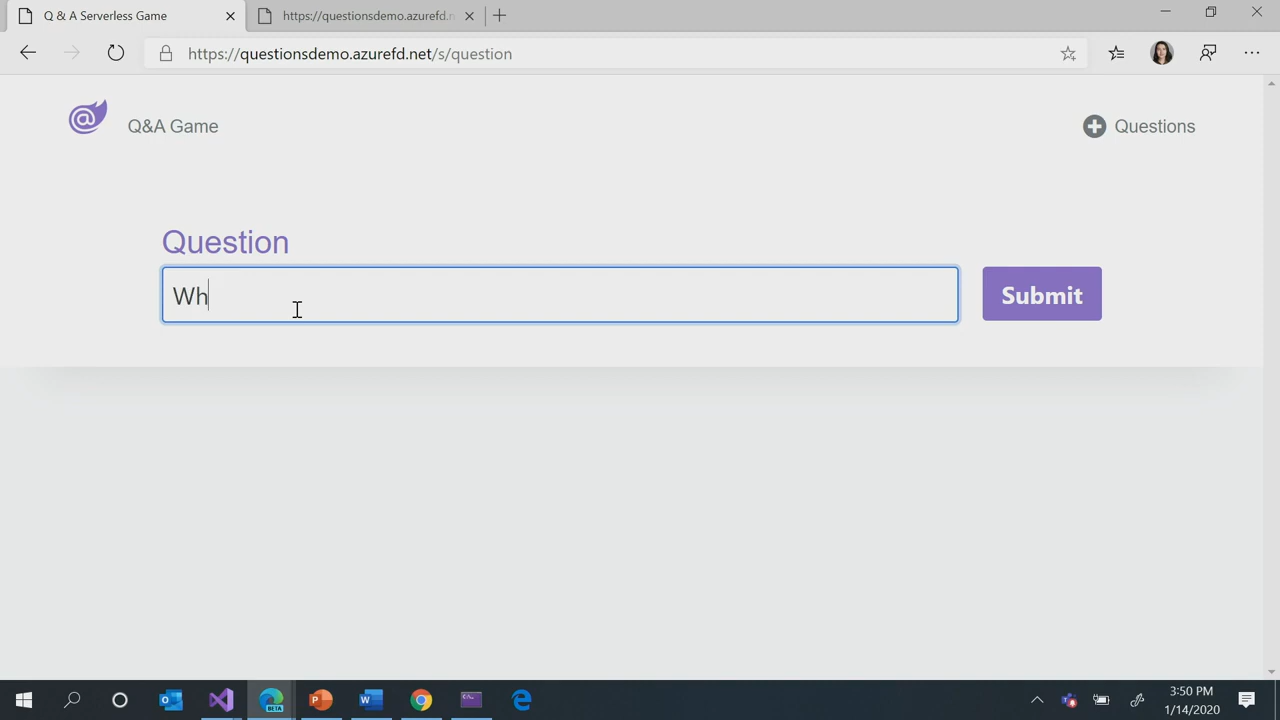 Q & A Serverless Game
https://questionsdemo.azurefd.n
https://questionsdemo.azurefd.net/s/question
@
Q&A Game
Questions
Question
Wh
Submit
BETA
3:50 PM
1/14/2020